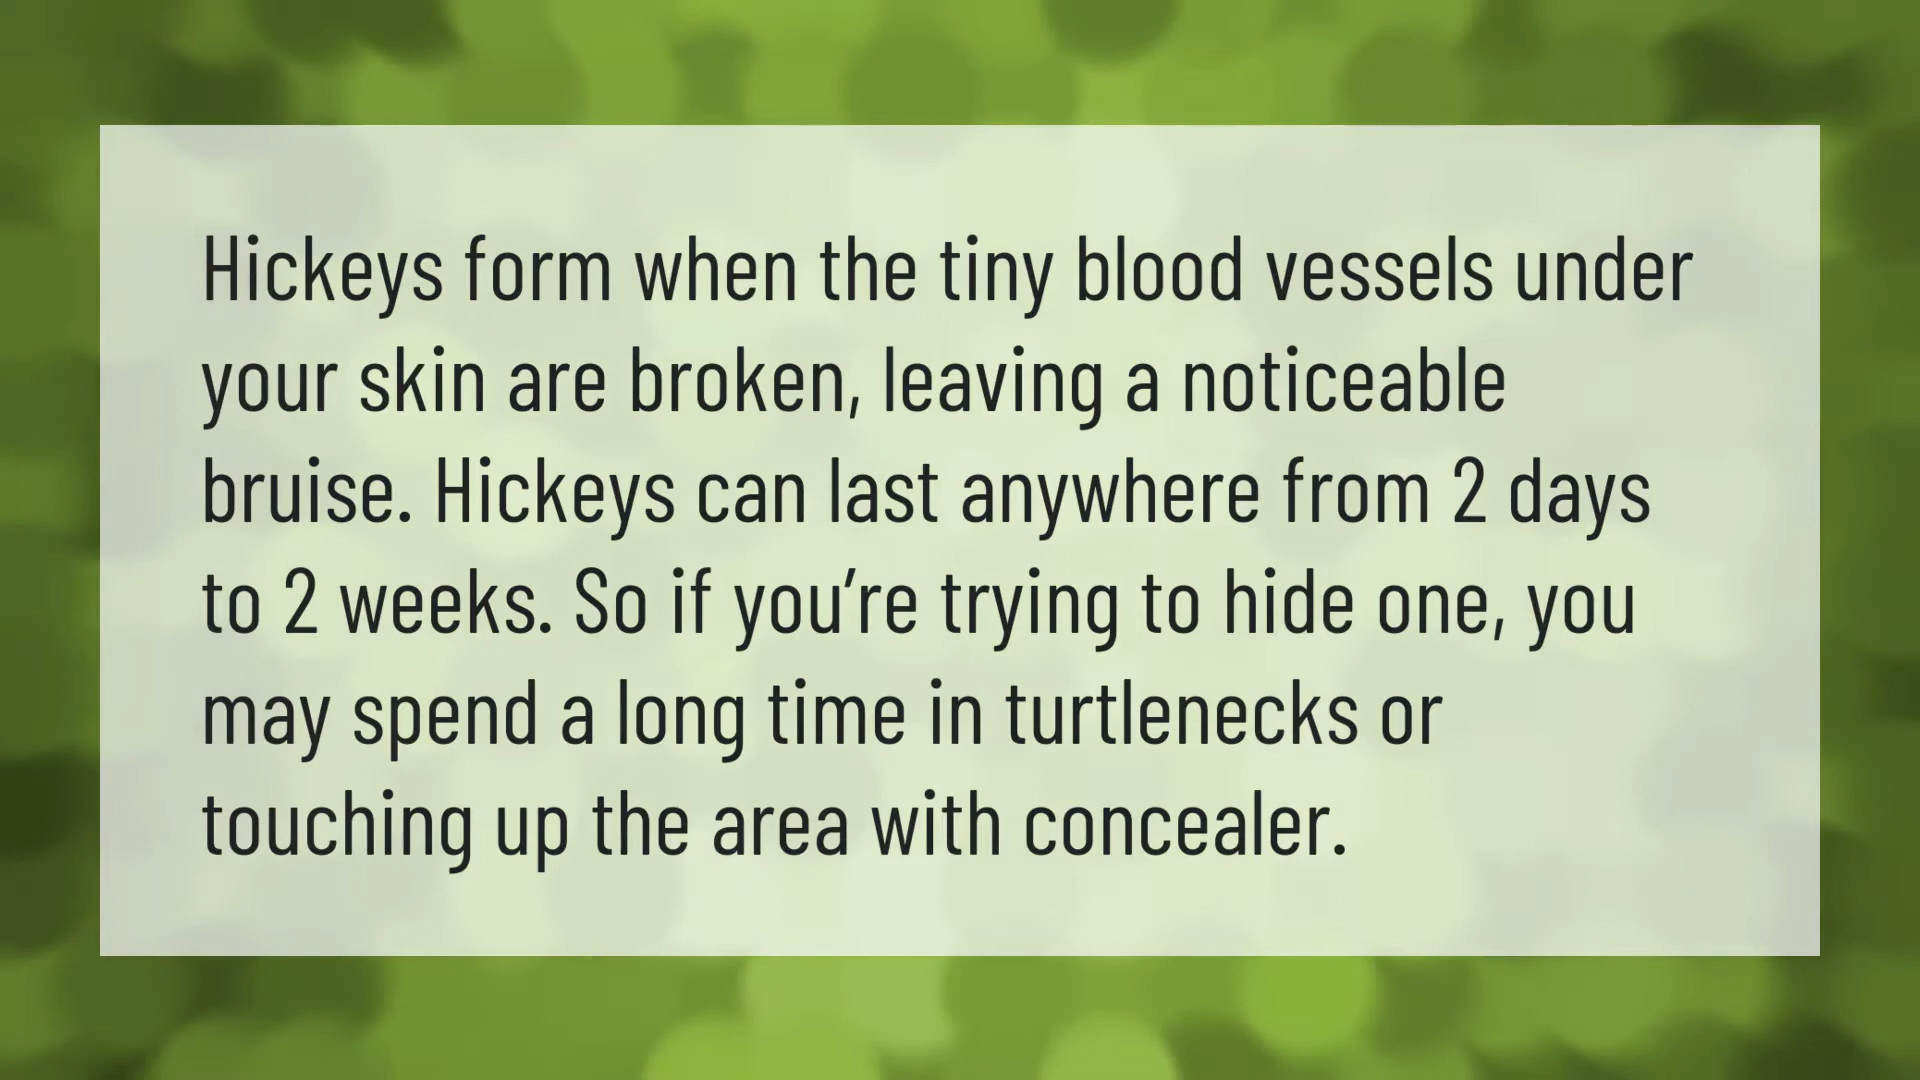 Hickeys form when the tiny blood vessels under
your skin are broken, leaving a noticeable
bruise. Hickeys can last anywhere from 2 days
to 2 weeks. So if you’re trying to hide one, you
may spend a long time in turtlenecks or
touching up the area with concealer.